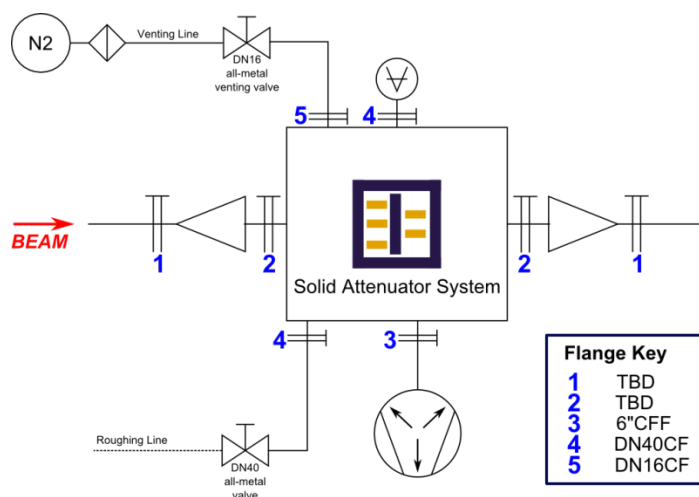 N2
Venting Line
DN16
all-metal
venting valve
5
4
BEAM
1
2
Solid Attenuator System
2
1
4
3
Roughing Line
DN40
all-metal
valve
Flange Key
1 TBD
2 TBD
3 6"CFF
4 DN40CF
5 DN16CF